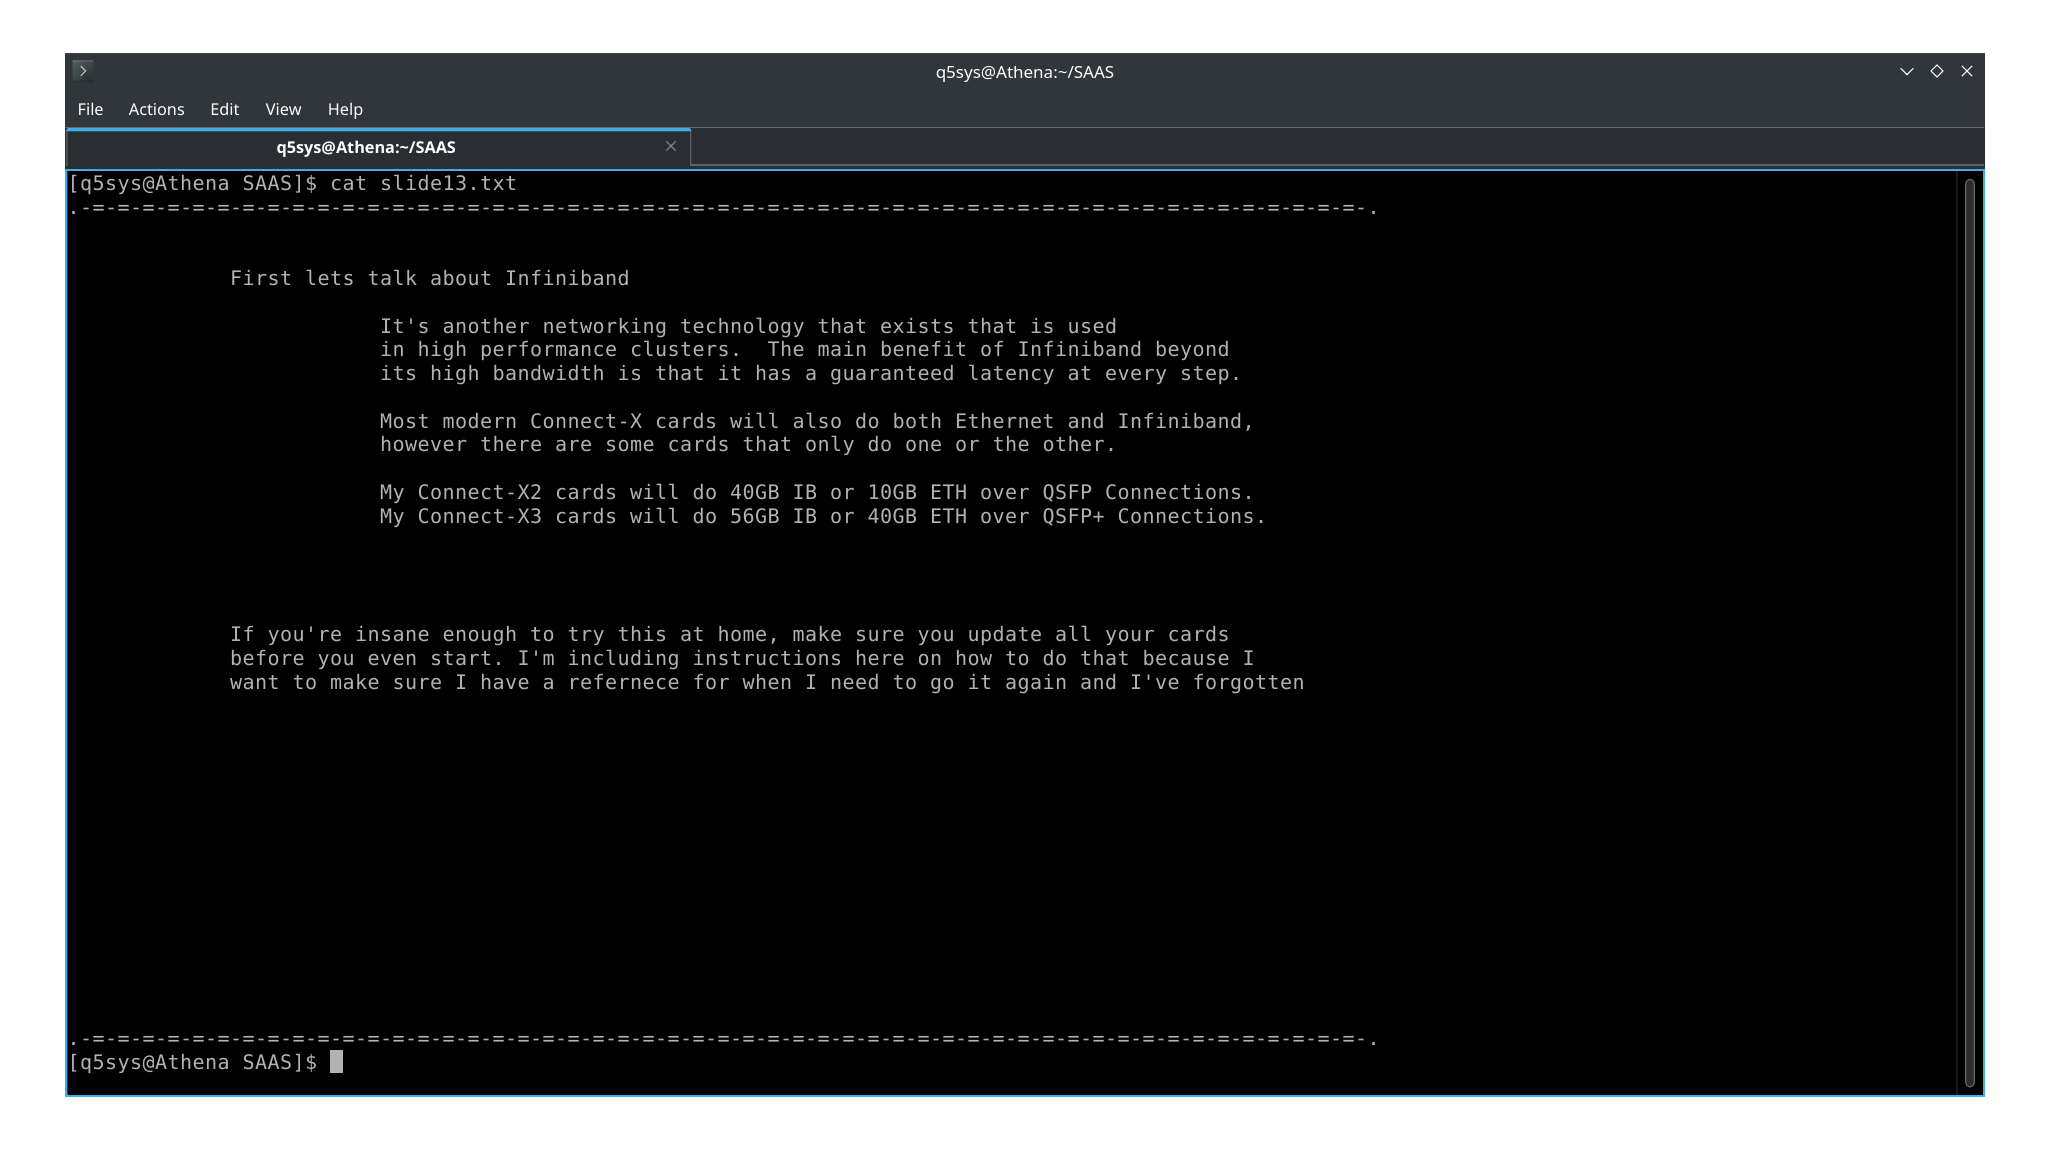 q5sys@Athena:~/SAAS
File Actions Edit View Help
q5sys@Athena:~/SAAS
[q5sys@Athena SAAS]$ cat slide13.txt
.-=-=-=-=-=-=-=-=-=-=-=-=-=-=-=-=-=-=-=-=-=-=-=-=-=-=-=-=-=-=-=-=-=-=-=-=-=-=-=-=-=-=-=-=-=-=-=-=-=-=-=-.
First lets talk about Infiniband
It's another networking technology that exists that is used
in high performance clusters.  The main benefit of Infiniband beyond
its high bandwidth is that it has a guaranteed latency at every step.
Most modern Connect-X cards will also do both Ethernet and Infiniband,
however there are some cards that only do one or the other.
My Connect-X2 cards will do 40GB IB or 10GB ETH over QSFP Connections.
My Connect-X3 cards will do 56GB IB or 40GB ETH over QSFP+ Connections.
If you're insane enough to try this at home, make sure you update all your cards
before you even start. I'm including instructions here on how to do that because I
want to make sure I have a refernece for when I need to go it again and I've forgotten
.-=-=-=-=-=-=-=-=-=-=-=-=-=-=-=-=-=-=-=-=-=-=-=-=-=-=-=-=-=-=-=-=-=-=-=-=-=-=-=-=-=-=-=-=-=-=-=-=-=-=-=-.
[q5sys@Athena SAAS]$